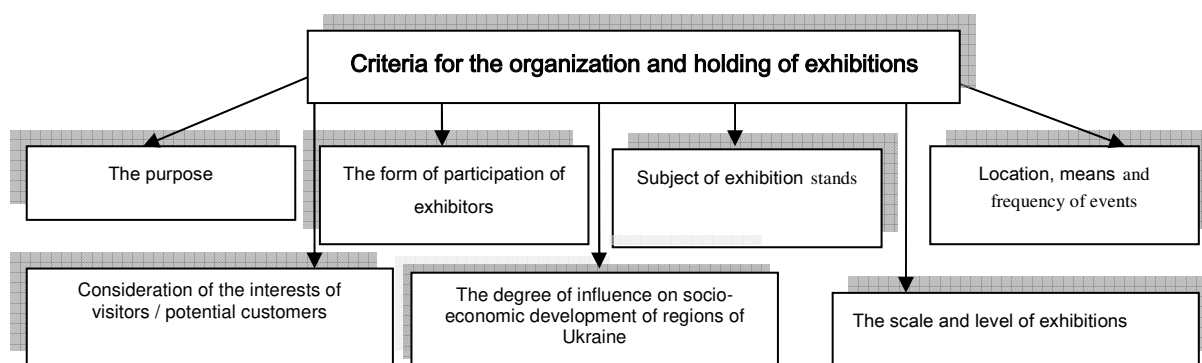 Criteria for the organization and holding of exhibitions
The purpose
The form of participation of
exhibitors
Subject of exhibition stands
Location, means and
frequency of events
Consideration of the interests of
visitors / potential customers
The degree of influence on socio-
economic development of regions of
Ukraine
The scale and level of exhibitions